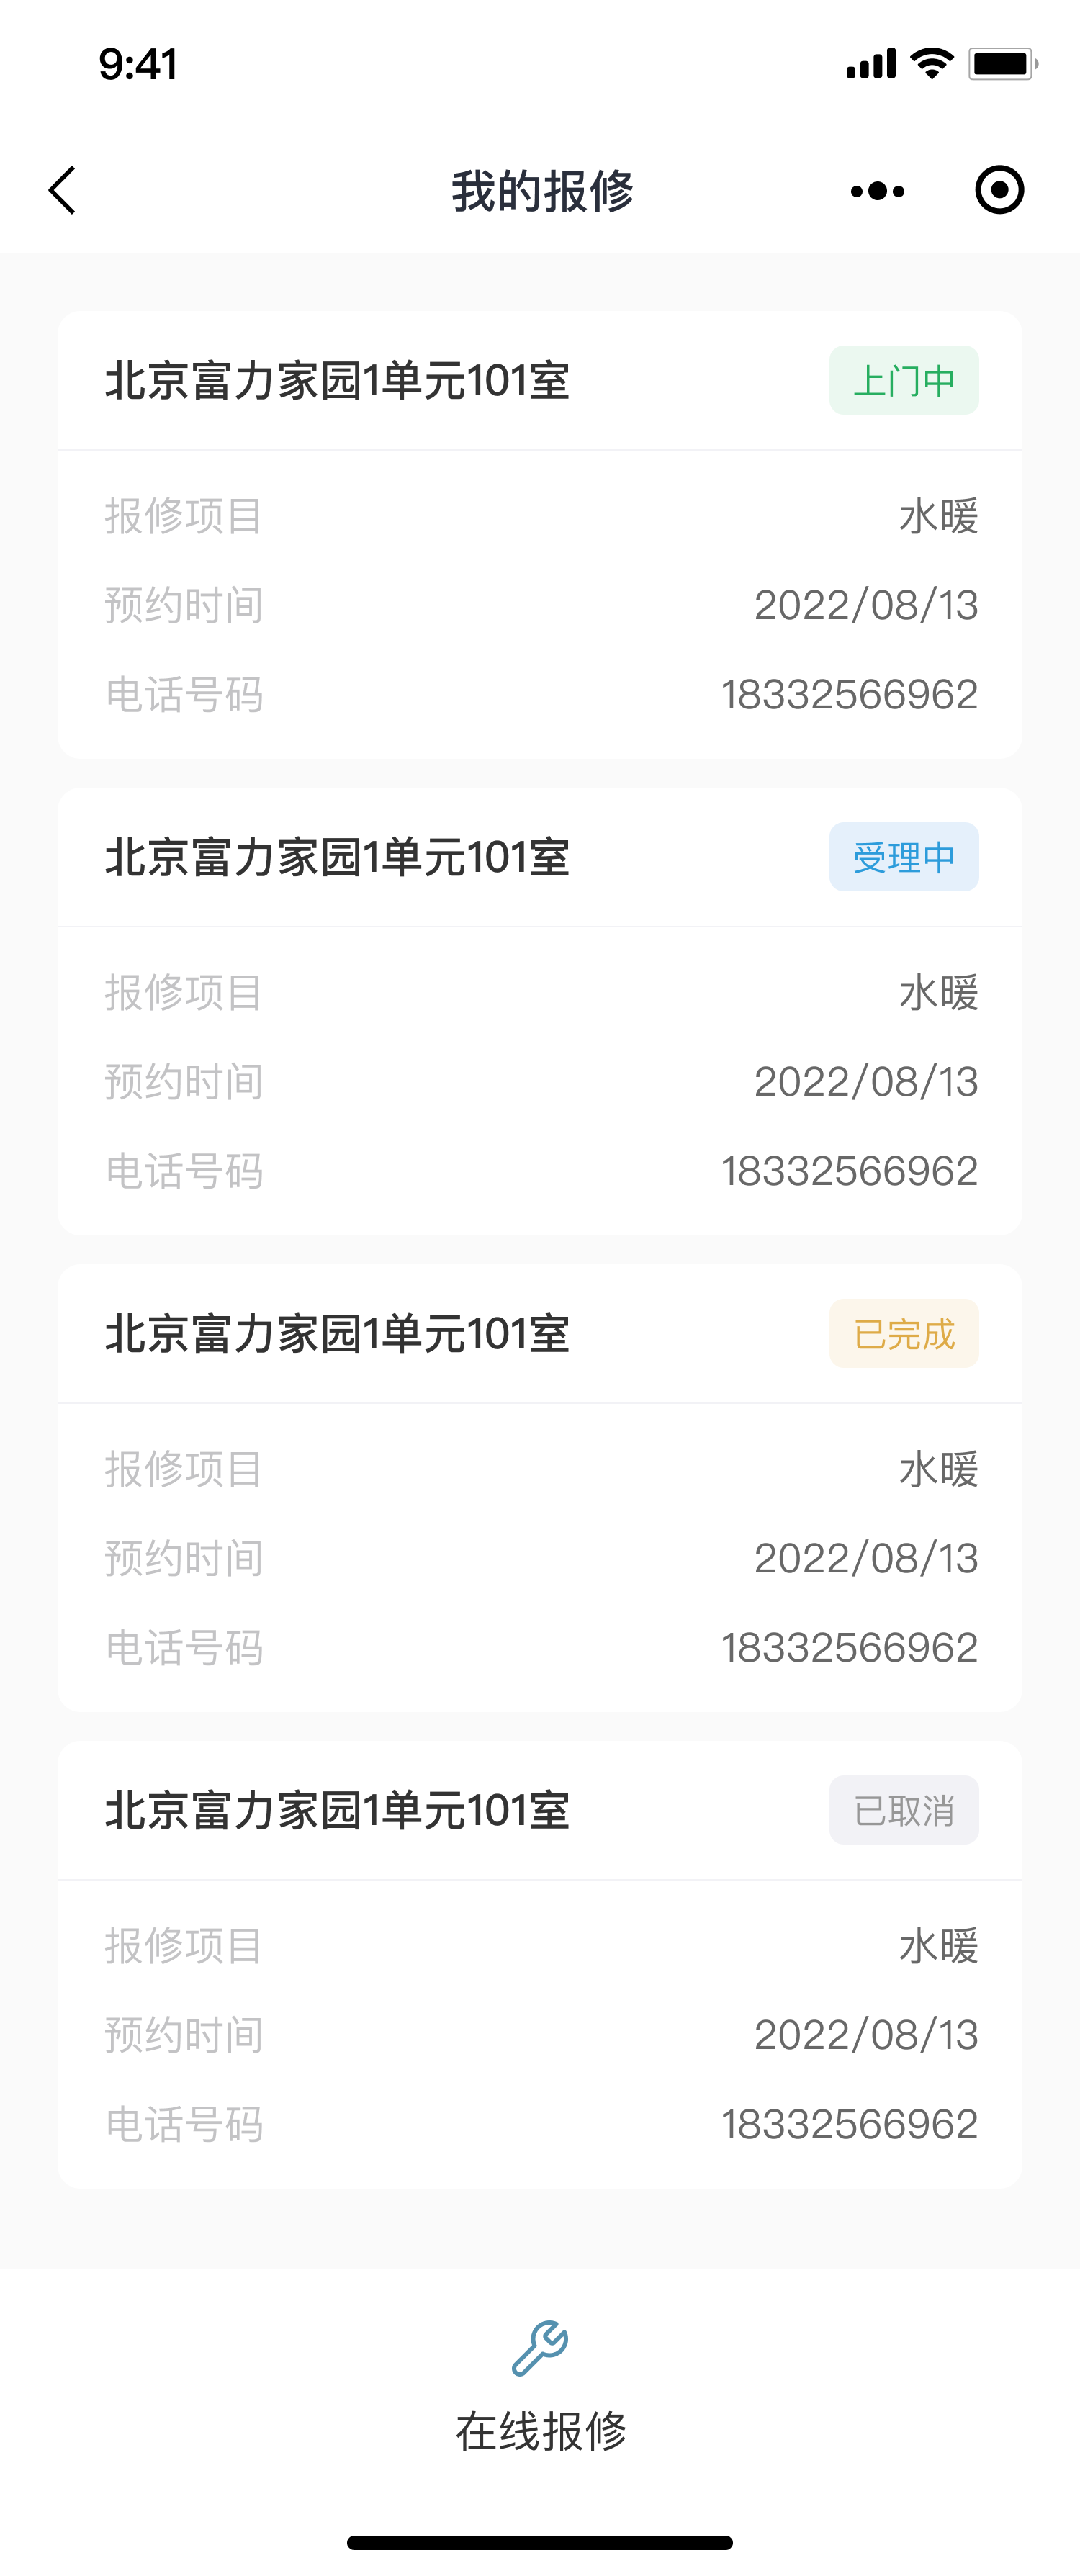 9:41
我的报修
北京富力家园1单元101室 上门中
报修项目 水暖
预约时间 2022/08/13
电话号码 18332566962
北京富力家园1单元101室 受理中
报修项目 水暖
预约时间 2022/08/13
电话号码 18332566962
北京富力家园1单元101室 已完成
报修项目 水暖
预约时间 2022/08/13
电话号码 18332566962
北京富力家园1单元101室 已取消
报修项目 水暖
预约时间 2022/08/13
电话号码 18332566962
在线报修